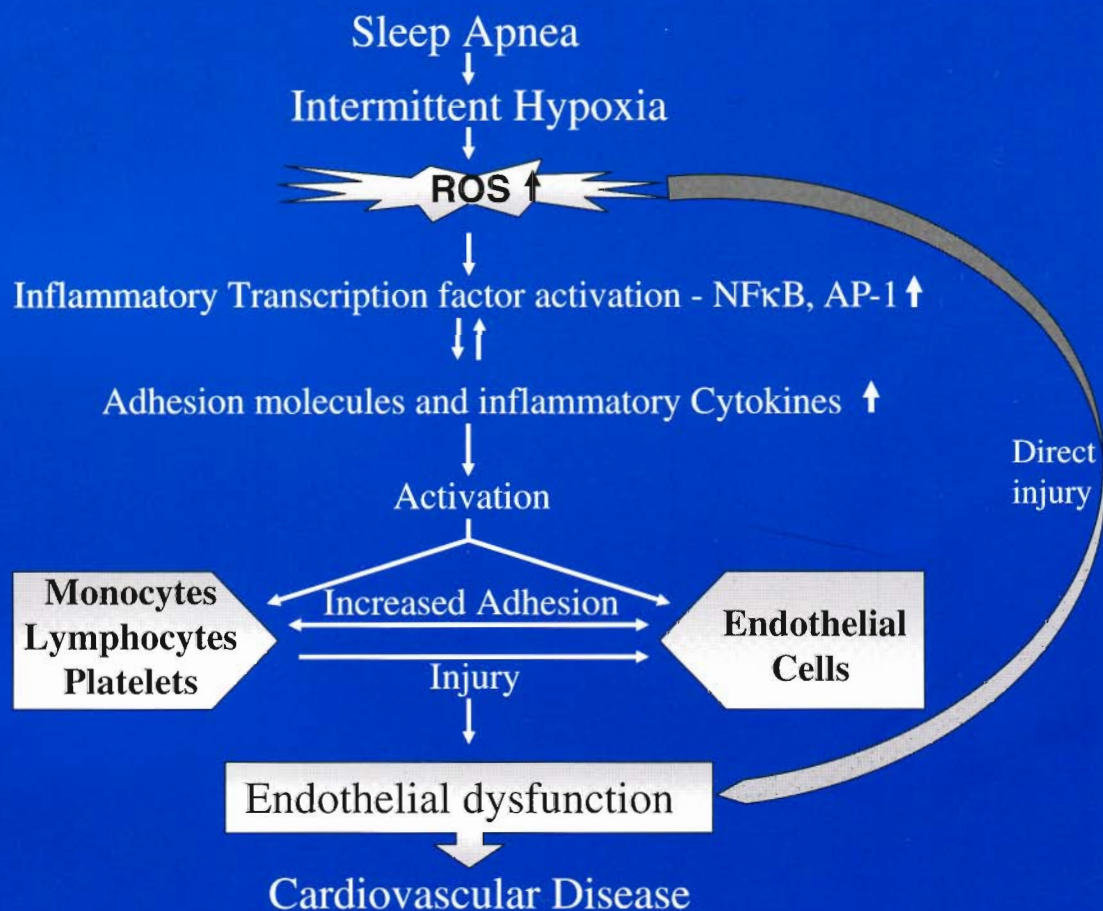 Sleep Apnea
Intermittent Hypoxia
ROS ↑
Inflammatory Transcription factor activation - NFκB, AP-1 ↑
Adhesion molecules and inflammatory Cytokines ↑
Direct
injury
Activation
Monocytes
Lymphocytes
Platelets
Increased Adhesion
Injury
Endothelial
Cells
Endothelial dysfunction
Cardiovascular Disease